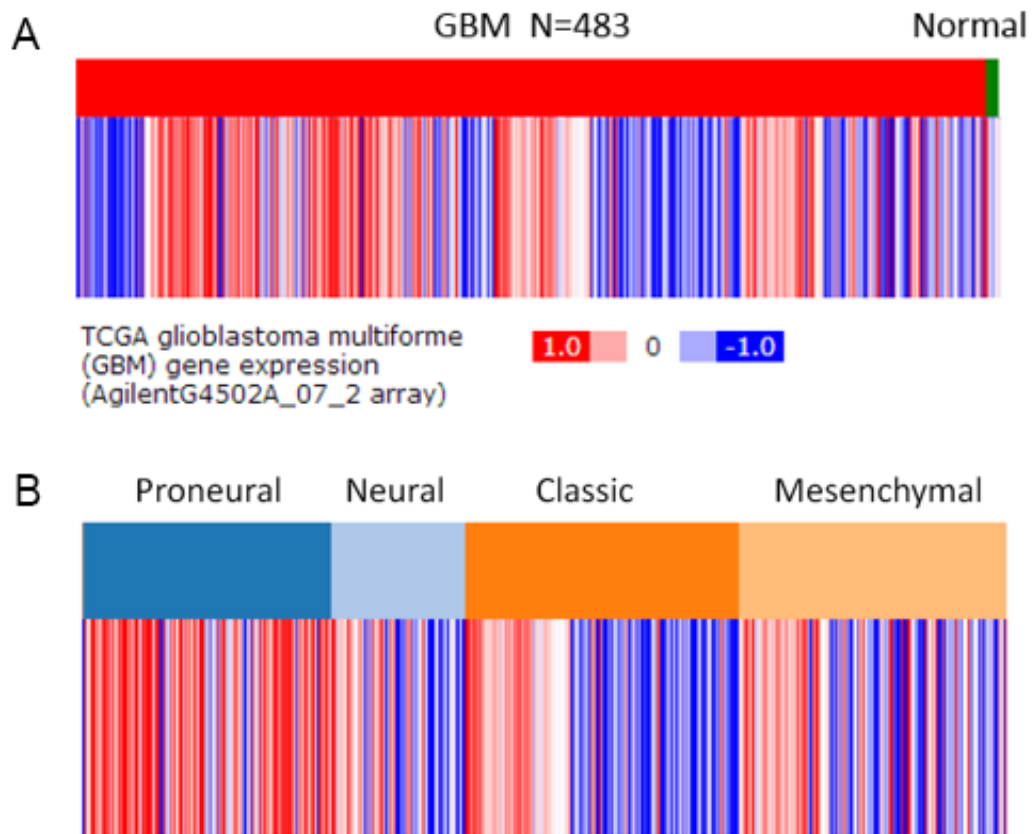 A
GBM N=483
Normal
TCGA glioblastoma multiforme
(GBM) gene expression
(AgilentG4502A_07_2 array)
1.0 0 -1.0
B
Proneural Neural Classic Mesenchymal